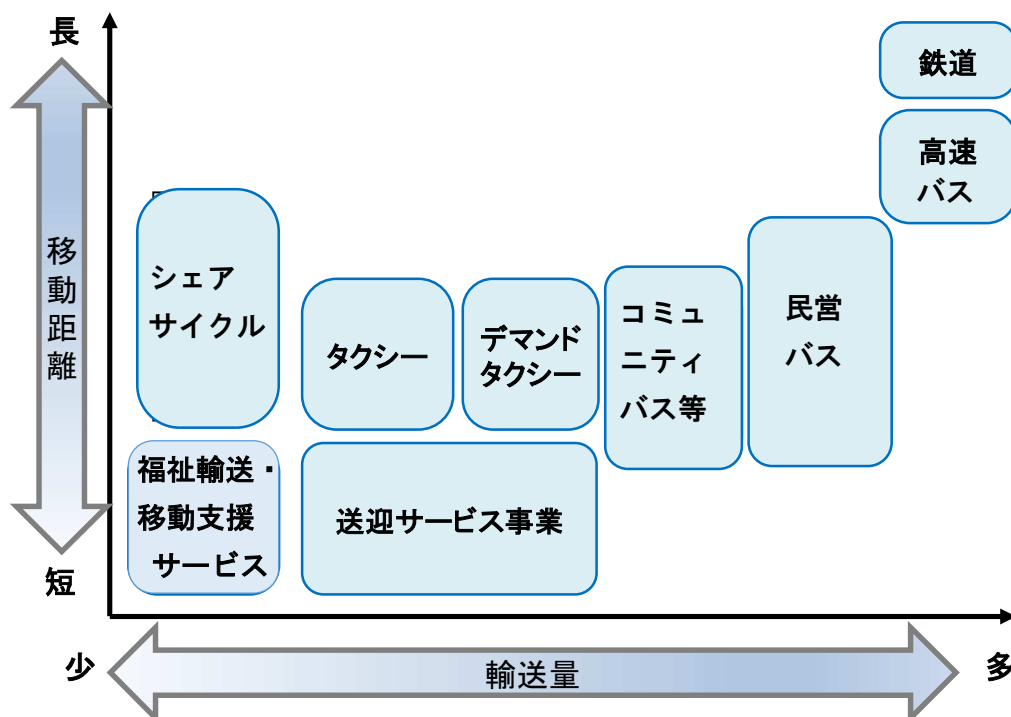 長
移動距離
短
鉄道
高速
バス
シェア
サイクル
タクシー
デマンド
タクシー
コミュ
ニティ
バス等
民営
バス
福祉輸送・
移動支援
サービス
送迎サービス事業
少
輸送量
多